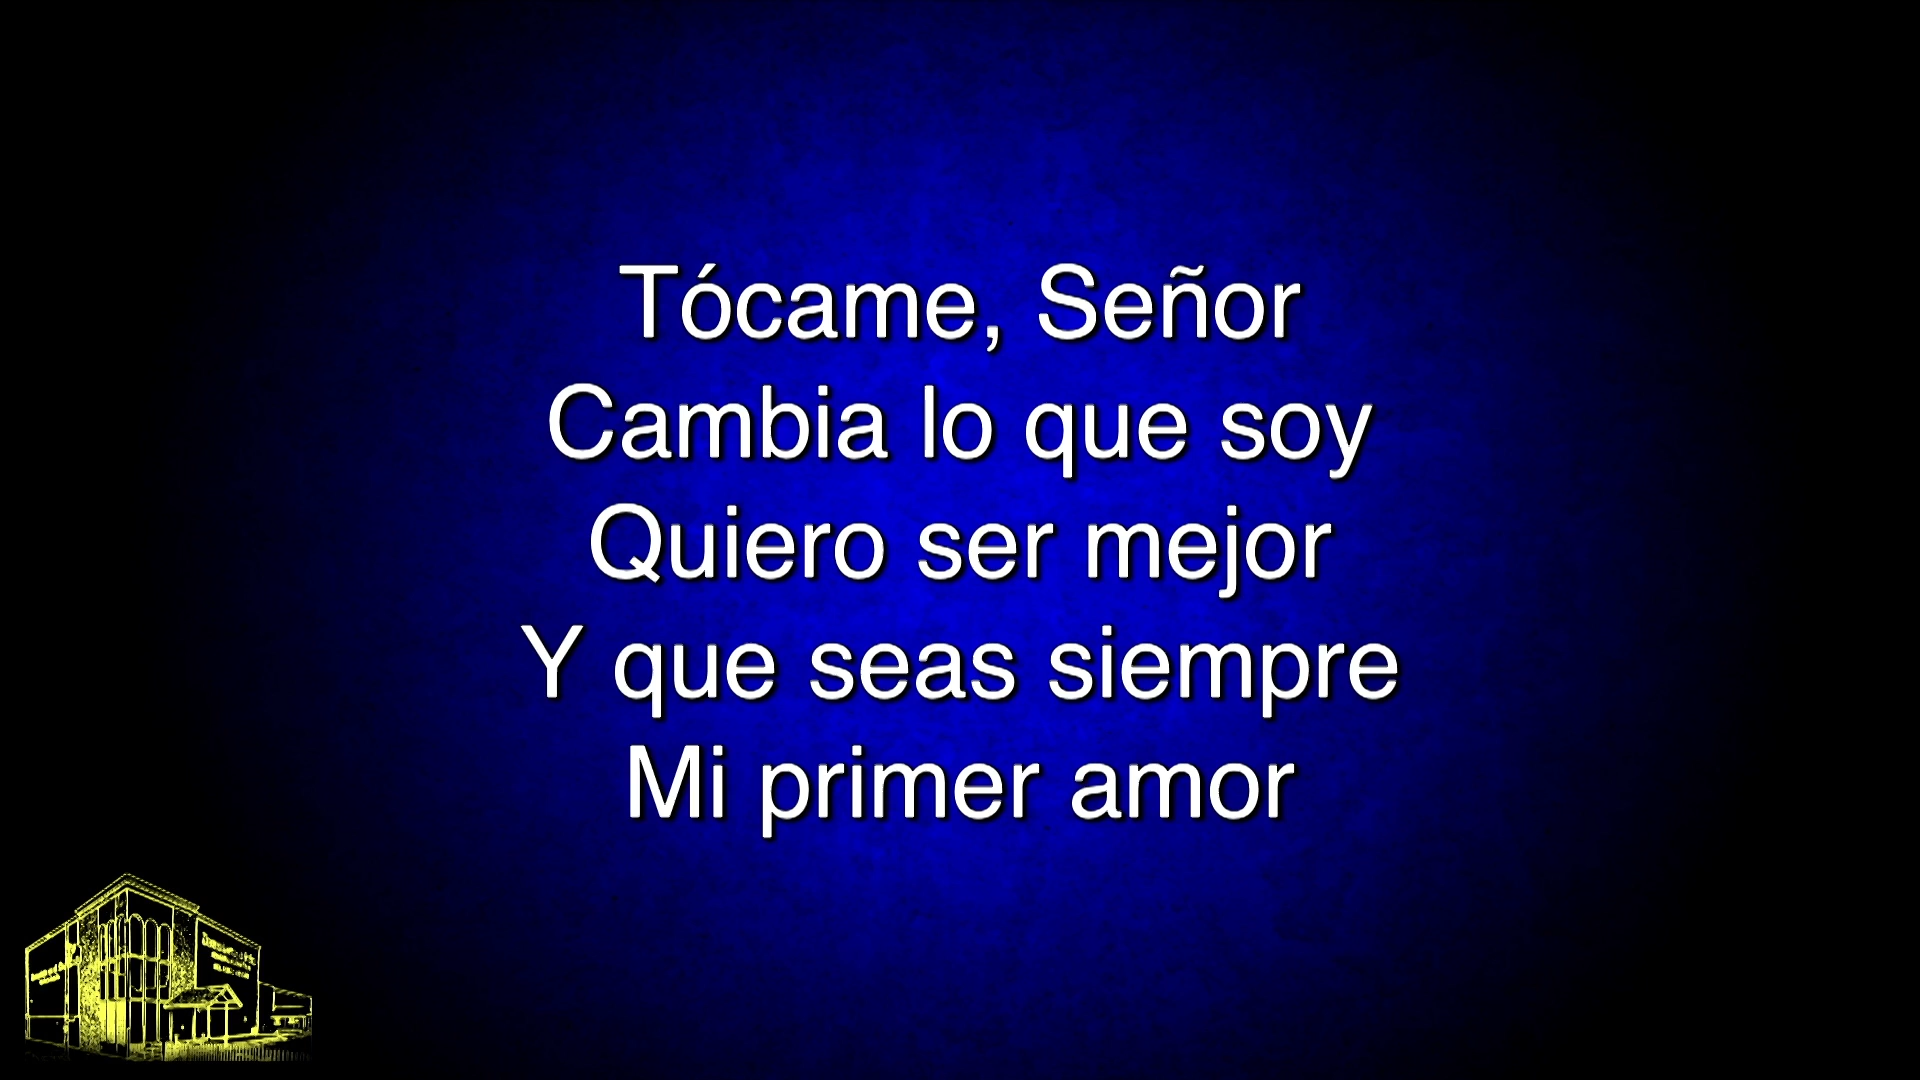 Tócame, Señor
Cambia lo que soy
Quiero ser mejor
Y que seas siempre
Mi primer amor